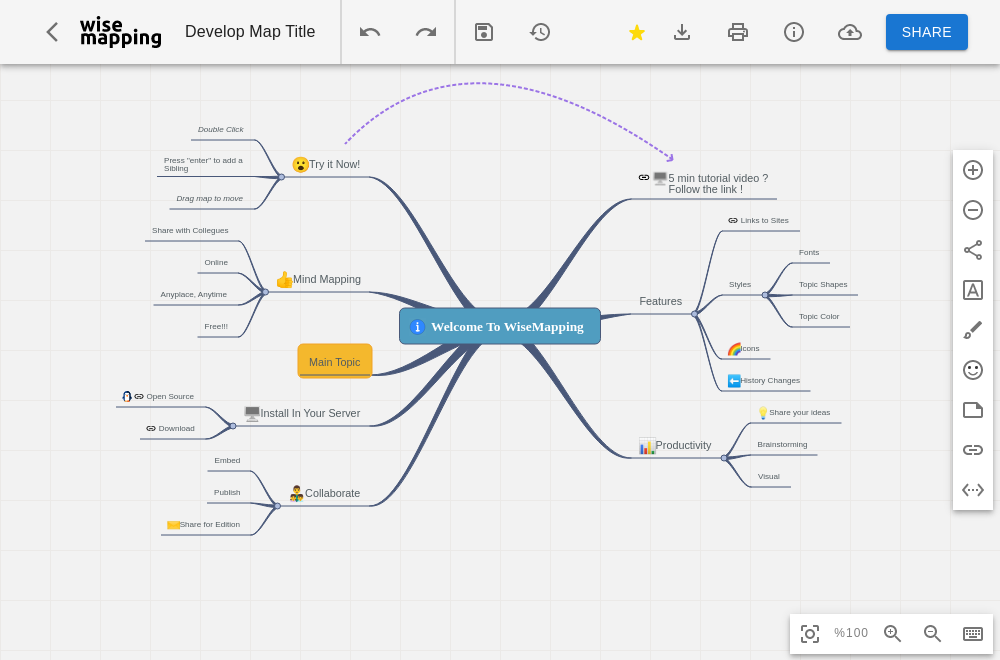 wise
mapping
Develop Map Title
SHARE
Double Click
Press "enter" to add a
Sibling
Drag map to move
Try it Now!
Share with Collegues
Online
Anyplace, Anytime
Free!!!
Mind Mapping
Main Topic
Open Source
Download
Install In Your Server
Embed
Publish
Share for Edition
Collaborate
Welcome To WiseMapping
5 min tutorial video ?
Follow the link !
Features
Links to Sites
Styles
Fonts
Topic Shapes
Topic Color
Icons
History Changes
Productivity
Share your ideas
Brainstorming
Visual
A
%100